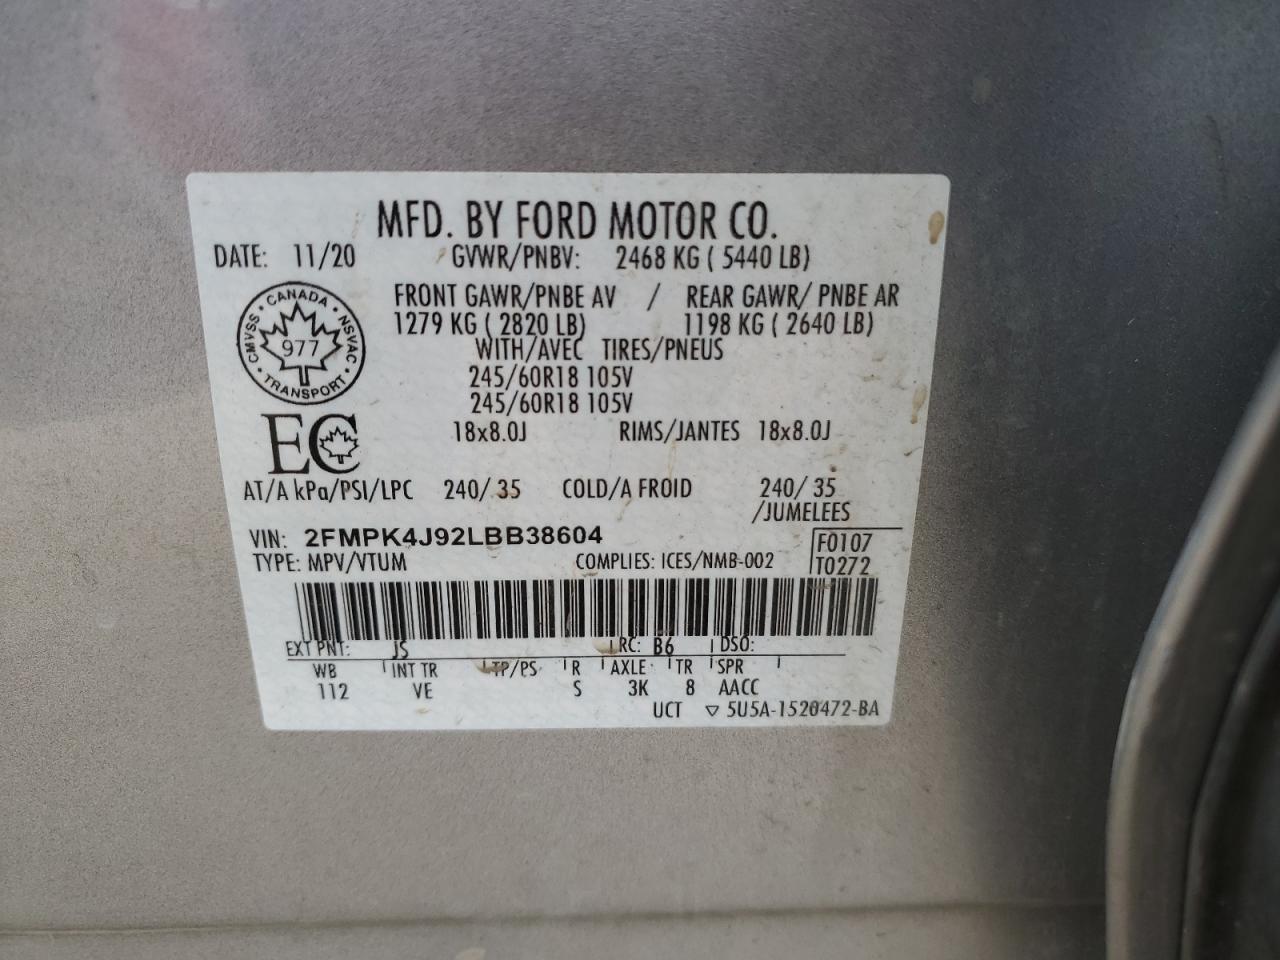 MFD. BY FORD MOTOR CO.
DATE: 11/20 GVWR/PNBV: 2468 KG ( 5440 LB)
FRONT GAWR/PNBE AV / REAR GAWR/ PNBE AR
1279 KG ( 2820 LB) 1198 KG ( 2640 LB)
WITH/AVEC TIRES/PNEUS
245/60R18 105V
245/60R18 105V
18x8.0J RIMS/JANTES 18x8.0J
CANADA • NSVAC • TRANSPORT • CMVSS
977
EC
AT/A kPa/PSI/LPC 240/ 35 COLD/A FROID 240/ 35
/JUMELEES
VIN: 2FMPK4J92LBB38604
F0107
TYPE: MPV/VTUM COMPLIES: ICES/NMB-002 T0272
EXT PNT: JS RC: B6 DSO:
WB INT TR TP/PS R AXLE TR SPR
112 VE S 3K 8 AACC
UCT ▽ 5U5A-1520472-BA